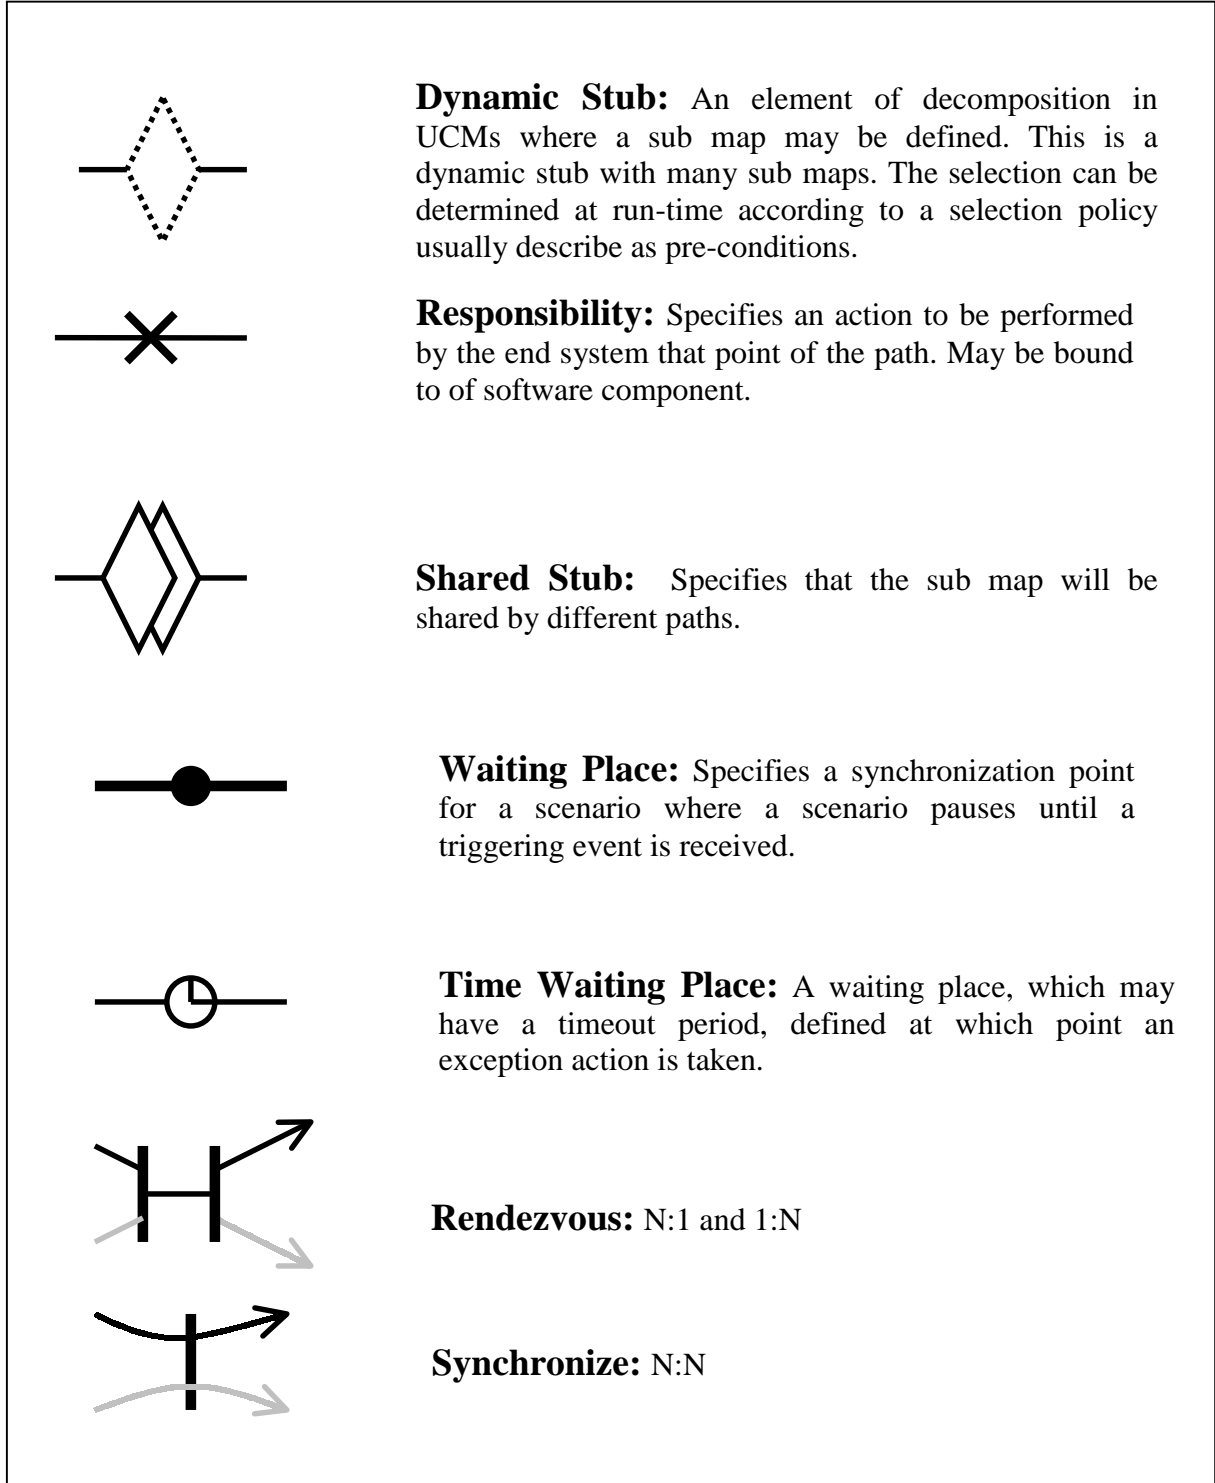 Dynamic Stub: An element of decomposition in
UCMs where a sub map may be defined. This is a
dynamic stub with many sub maps. The selection can be
determined at run-time according to a selection policy
usually describe as pre-conditions.
Responsibility: Specifies an action to be performed
by the end system that point of the path. May be bound
to of software component.
Shared Stub: Specifies that the sub map will be
shared by different paths.
Waiting Place: Specifies a synchronization point
for a scenario where a scenario pauses until a
triggering event is received.
Time Waiting Place: A waiting place, which may
have a timeout period, defined at which point an
exception action is taken.
Rendezvous: N:1 and 1:N
Synchronize: N:N